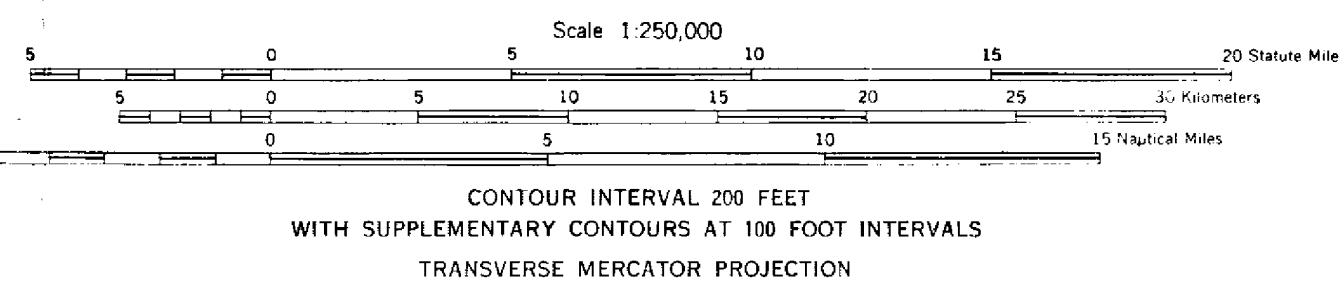 Scale 1:250,000
5 0 5 10 15 20 Statute Mile
5 0 5 10 15 20 25 30 Kilometers
0 5 10 15 Nautical Miles
CONTOUR INTERVAL 200 FEET
WITH SUPPLEMENTARY CONTOURS AT 100 FOOT INTERVALS
TRANSVERSE MERCATOR PROJECTION